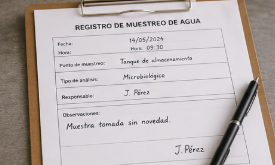 REGISTRO DE MUESTREO DE AGUA
Fecha: 14/05/2024
Hora: Hora: 09:30
Punto de muestreo: Tanque de almacenamiento
Tipo de análisis: Microbiológico
Responsable: J. Pérez
Observaciones:
Muestra tomada sin novedad.
J. Pérez